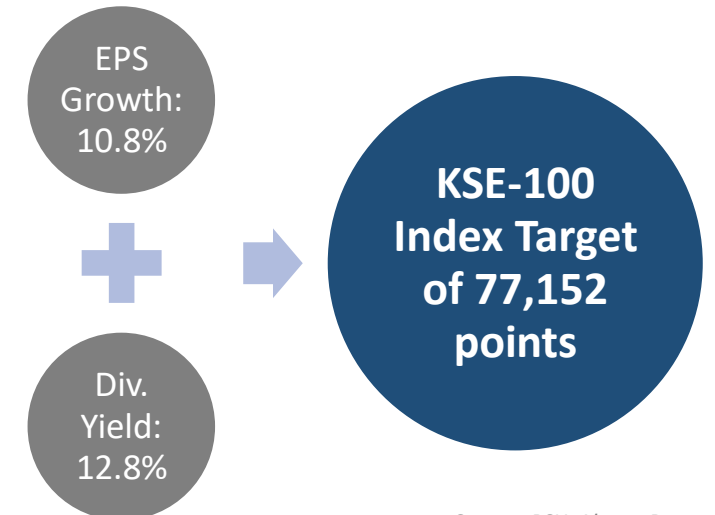 EPS
Growth:
10.8%
KSE-100
Index Target
of 77,152
points
Div.
Yield:
12.8%